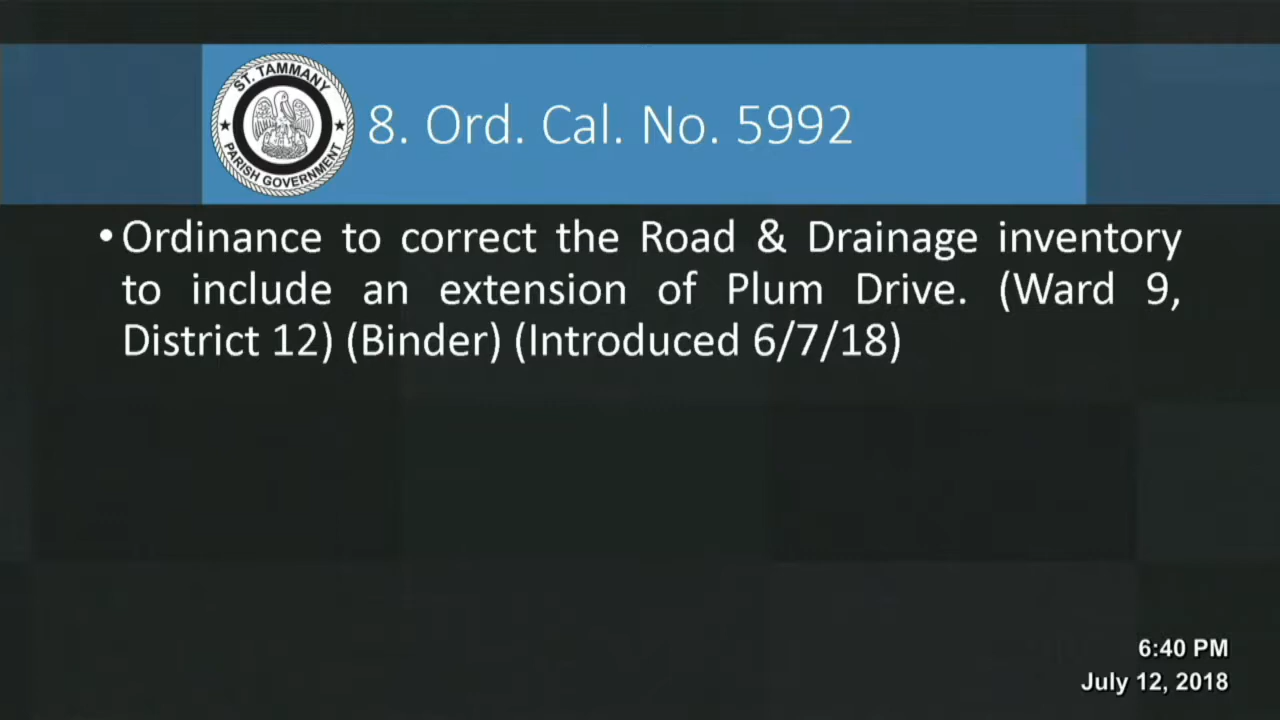 ST. TAMMANY
PARISH GOVERNMENT
8. Ord. Cal. No. 5992
• Ordinance to correct the Road & Drainage inventory
to include an extension of Plum Drive. (Ward 9,
District 12) (Binder) (Introduced 6/7/18)
6:40 PM
July 12, 2018